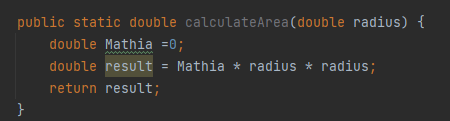 public static double calculateArea(double radius) {
    double Mathia =0;
    double result = Mathia * radius * radius;
    return result;
}